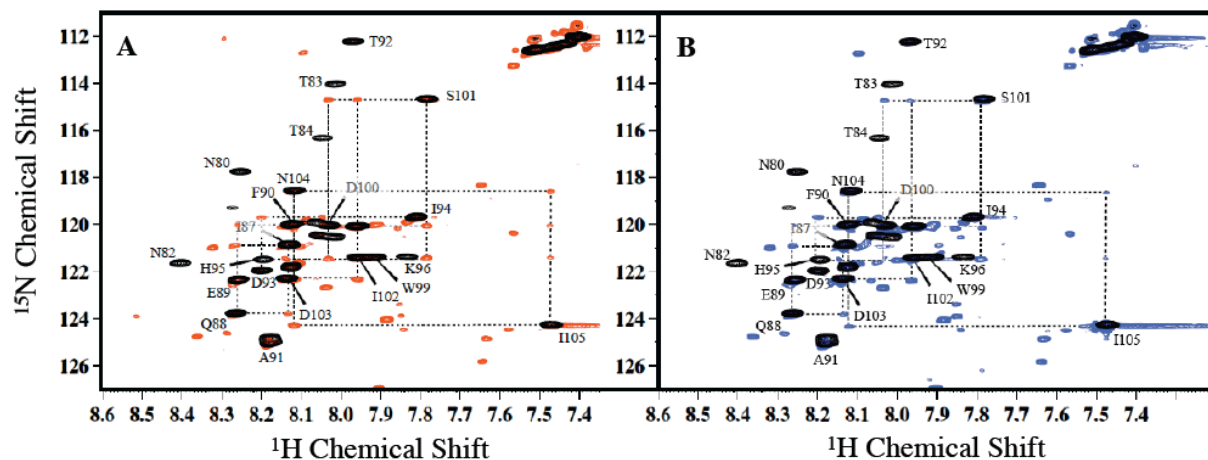 15N Chemical Shift
112
114
116
118
120
122
124
126
A
T92
T83
S101
T84
N80
N104
F90
D100
I94
I87
N82
H95
D93
K96
W99
I102
E89
D103
Q88
I105
A91
8.6 8.5 8.4 8.3 8.2 8.1 8.0 7.9 7.8 7.7 7.6 7.5 7.4
1H Chemical Shift
112
114
116
118
120
122
124
126
B
T92
T83
S101
T84
N80
N104
F90
D100
I94
I87
N82
H95
D93
K96
W99
I102
E89
D103
Q88
I105
A91
8.6 8.5 8.4 8.3 8.2 8.1 8.0 7.9 7.8 7.7 7.6 7.5 7.4
1H Chemical Shift